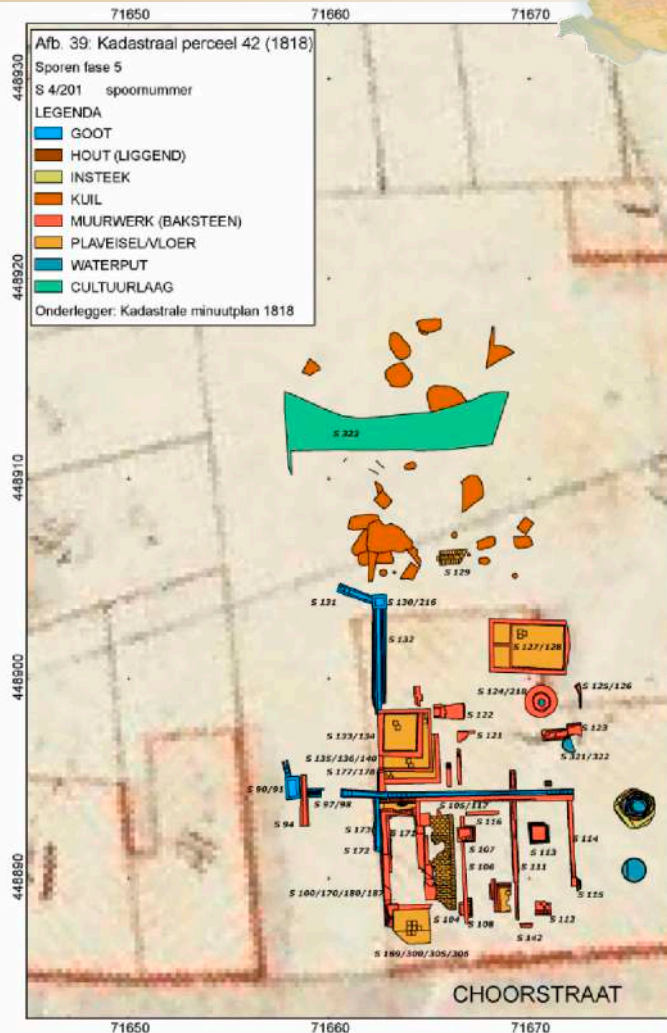 71650 71660 71670
Afb. 39: Kadastraal perceel 42 (1818)
Sporen fase 5
S 4/201 spoornummer
LEGENDA
GOOT
HOUT (LIGGEND)
INSTEEK
KUIL
MUURWERK (BAKSTEEN)
PLAVEISEL/VLOER
WATERPUT
CULTUURLAAG
Onderlegger: Kadastrale minuutplan 1818
448930
448920
448910
448900
448890
S 322
S 129
S 131
S 130/216
S 132
S 127/128
S 124/218
S 125/126
S 122
S 123
S 133/134
S 121
S 321/322
S 135/136/140
S 177/178
S 90/91
S 97/98
S 94
S 105/117
S 116
S 173
S 171
S 107
S 113
S 114
S 172
S 106
S 111
S 100/170/180/187
S 115
S 104
S 108
S 112
S 142
S 169/300/305/306
CHOORSTRAAT
71650 71660 71670